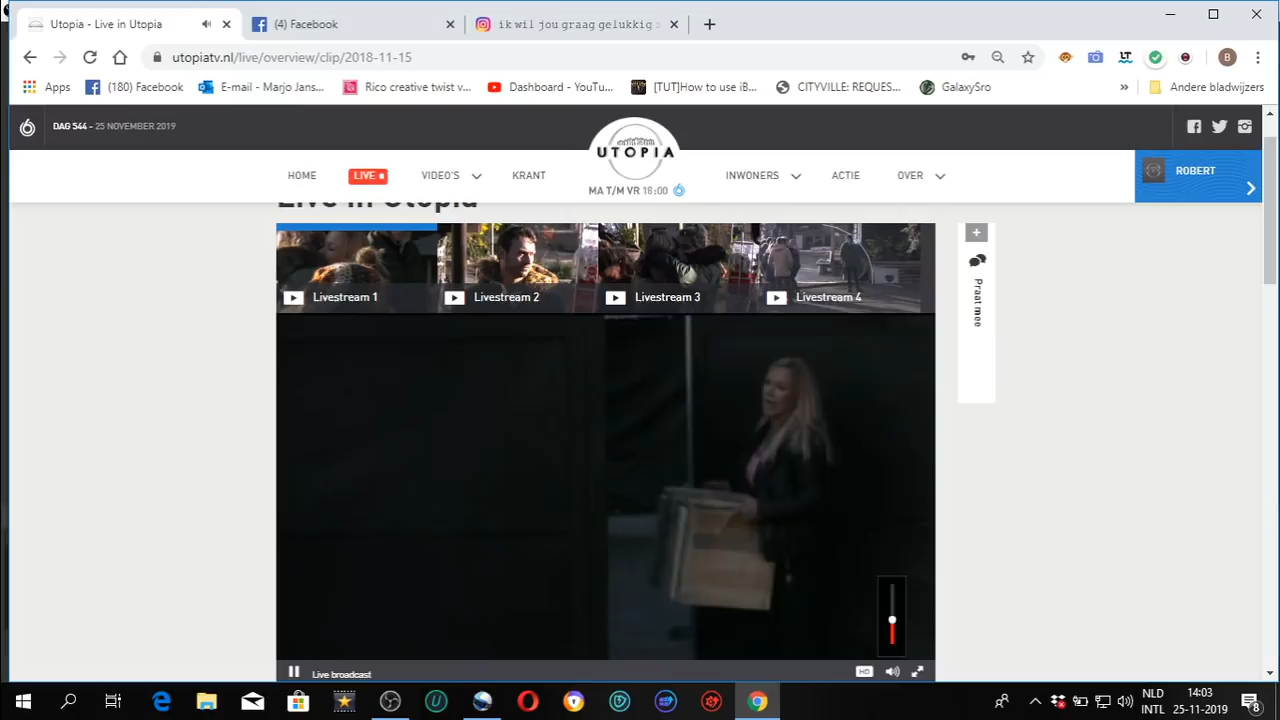 Utopia - Live in Utopia
(4) Facebook
ik wil jou graag gelukkig
utopiatv.nl/live/overview/clip/2018-11-15
Apps
(180) Facebook
E-mail - Marjo Jans...
Rico creative twist v...
Dashboard - YouTu...
[TUT]How to use iB...
CITYVILLE: REQUES...
GalaxySro
»
Andere bladwijzers
DAG 544 - 25 NOVEMBER 2019
HOME
LIVE
VIDEO'S
KRANT
UTOPIA
MA T/M VR 18:00
INWONERS
ACTIE
OVER
ROBERT
Live in Utopia
Livestream 1
Livestream 2
Livestream 3
Livestream 4
Praat mee
Live broadcast
HD
NLD
INTL
14:03
25-11-2019
8